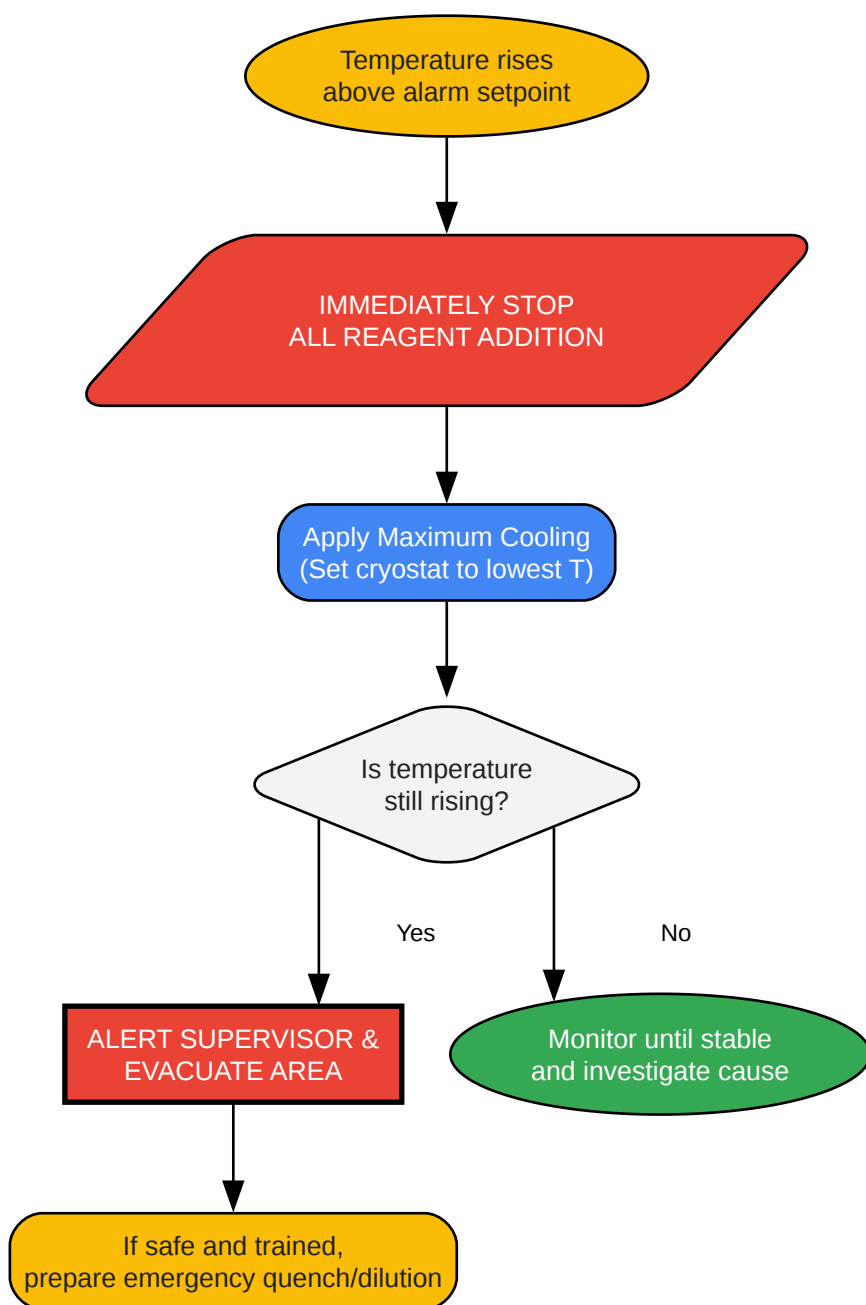 Temperature rises
above alarm setpoint
IMMEDIATELY STOP
ALL REAGENT ADDITION
Apply Maximum Cooling
(Set cryostat to lowest T)
Is temperature
still rising?
Yes
No
ALERT SUPERVISOR &
EVACUATE AREA
Monitor until stable
and investigate cause
If safe and trained,
prepare emergency quench/dilution